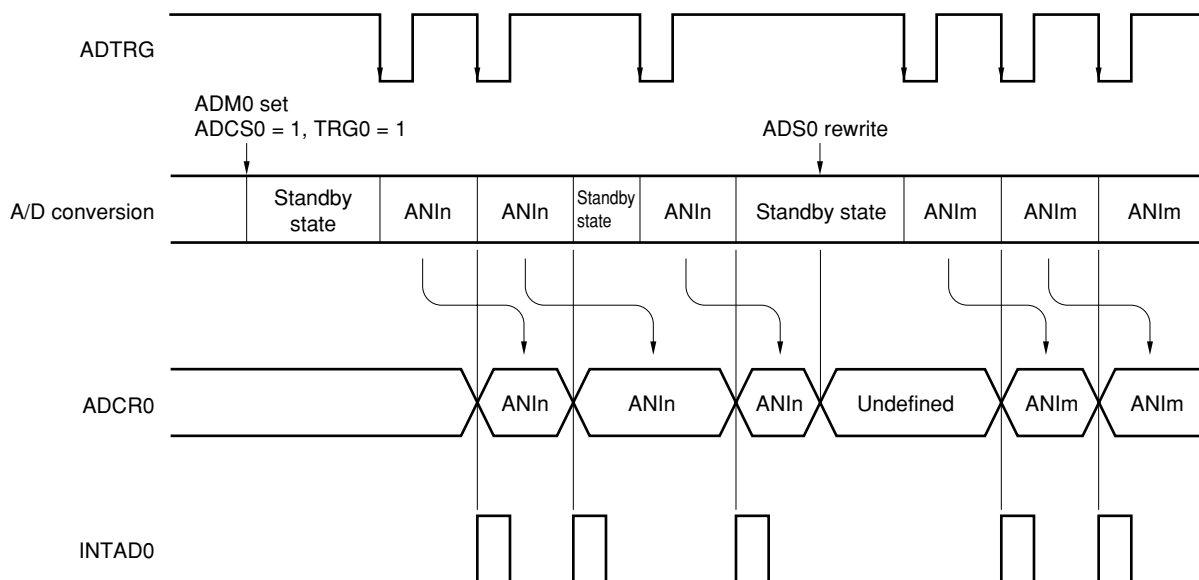 ADTRG
ADM0 set
ADCS0 = 1, TRG0 = 1
ADS0 rewrite
A/D conversion
Standby
state
ANIn
ANIn
Standby
state
ANIn
Standby state
ANIm
ANIm
ANIm
ADCR0
ANIn
ANIn
ANIn
Undefined
ANIm
ANIm
INTAD0